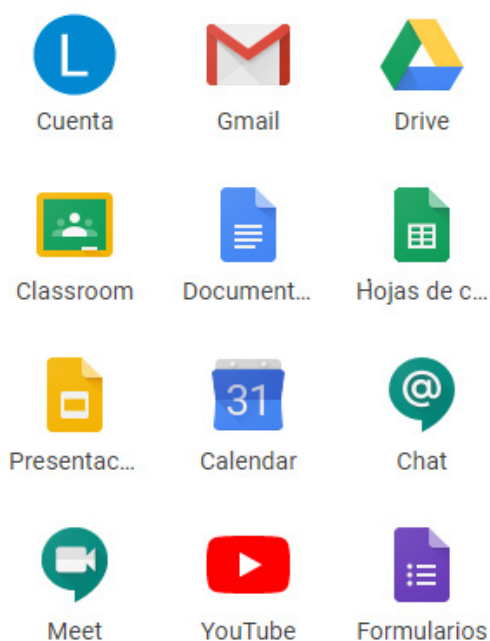 L
Cuenta
Gmail
Drive
Classroom
Document...
Hojas de c...
31
@
Presentac...
Calendar
Chat
Meet
YouTube
Formularios